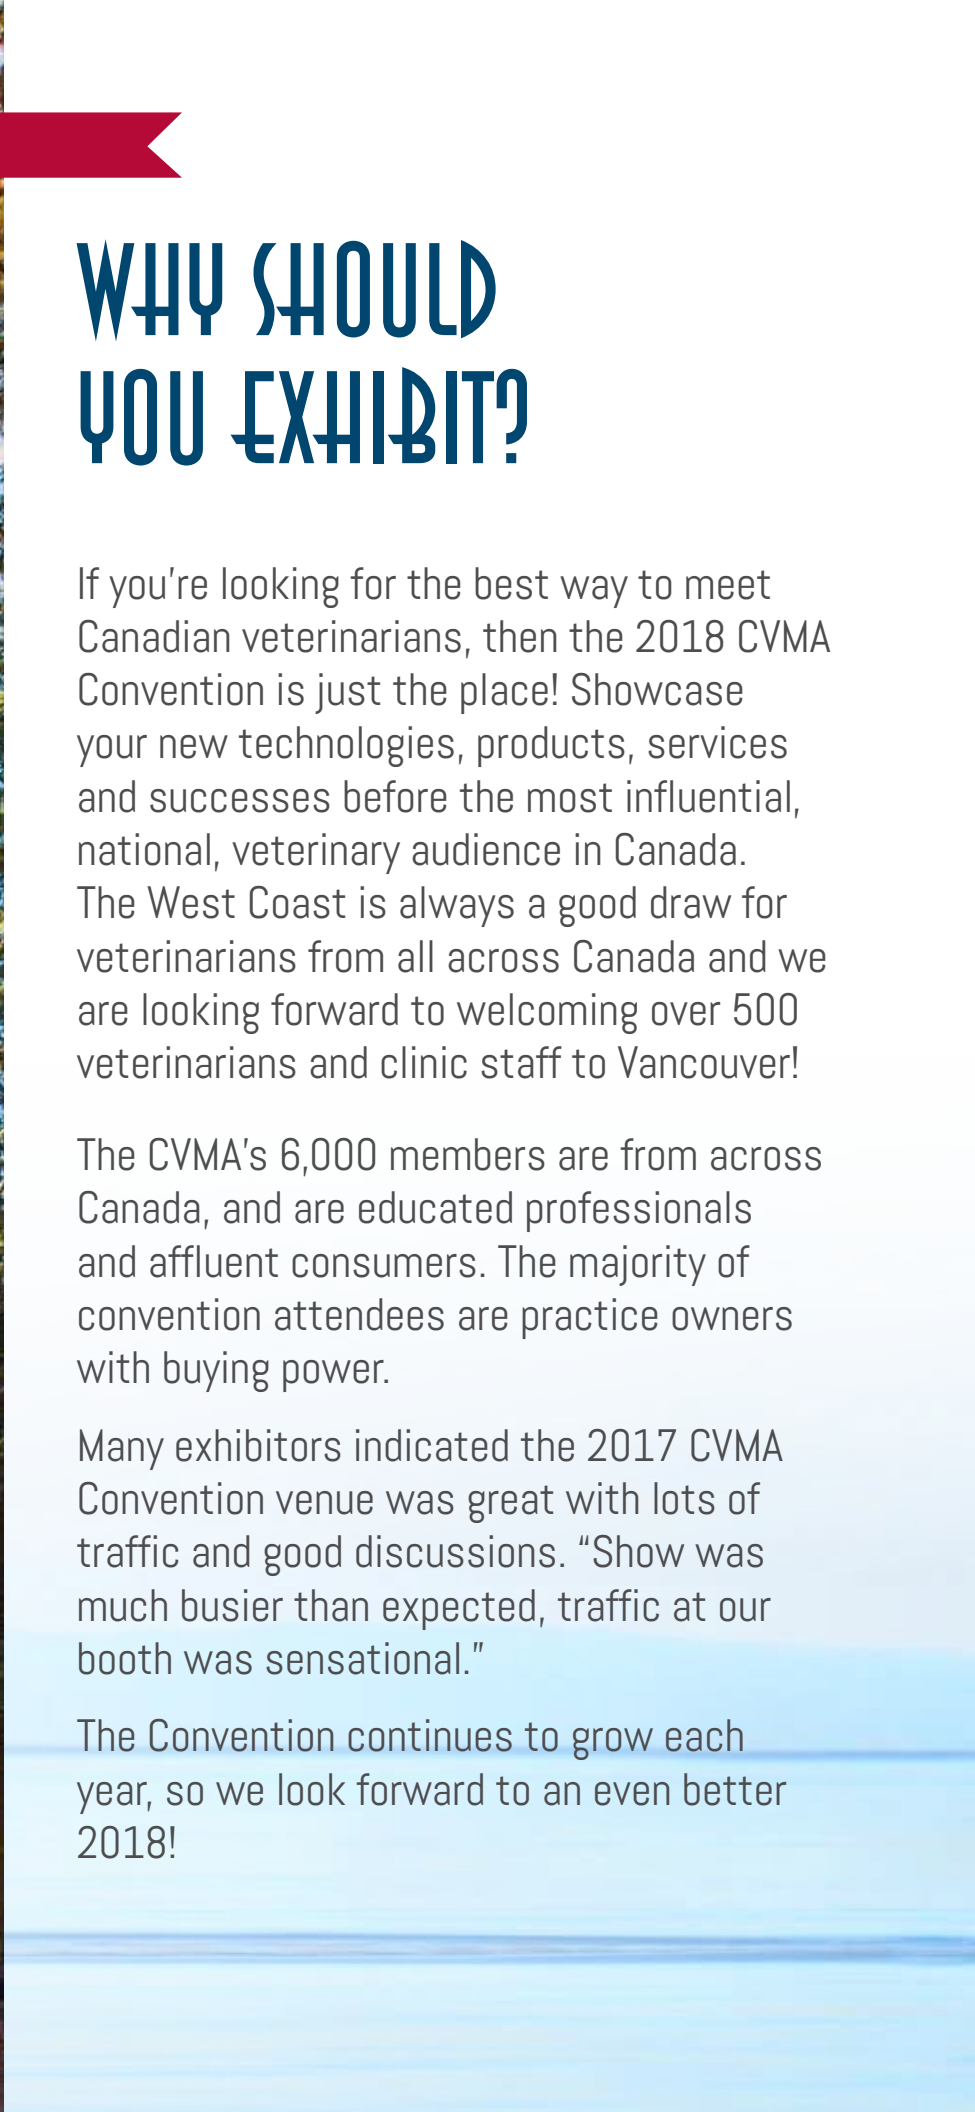 WHY SHOULD
YOU EXHIBIT?
If you’re looking for the best way to meet
Canadian veterinarians, then the 2018 CVMA
Convention is just the place! Showcase
your new technologies, products, services
and successes before the most influential,
national, veterinary audience in Canada.
The West Coast is always a good draw for
veterinarians from all across Canada and we
are looking forward to welcoming over 500
veterinarians and clinic staff to Vancouver!
The CVMA’s 6,000 members are from across
Canada, and are educated professionals
and affluent consumers. The majority of
convention attendees are practice owners
with buying power.
Many exhibitors indicated the 2017 CVMA
Convention venue was great with lots of
traffic and good discussions. “Show was
much busier than expected, traffic at our
booth was sensational.”
The Convention continues to grow each
year, so we look forward to an even better
2018!